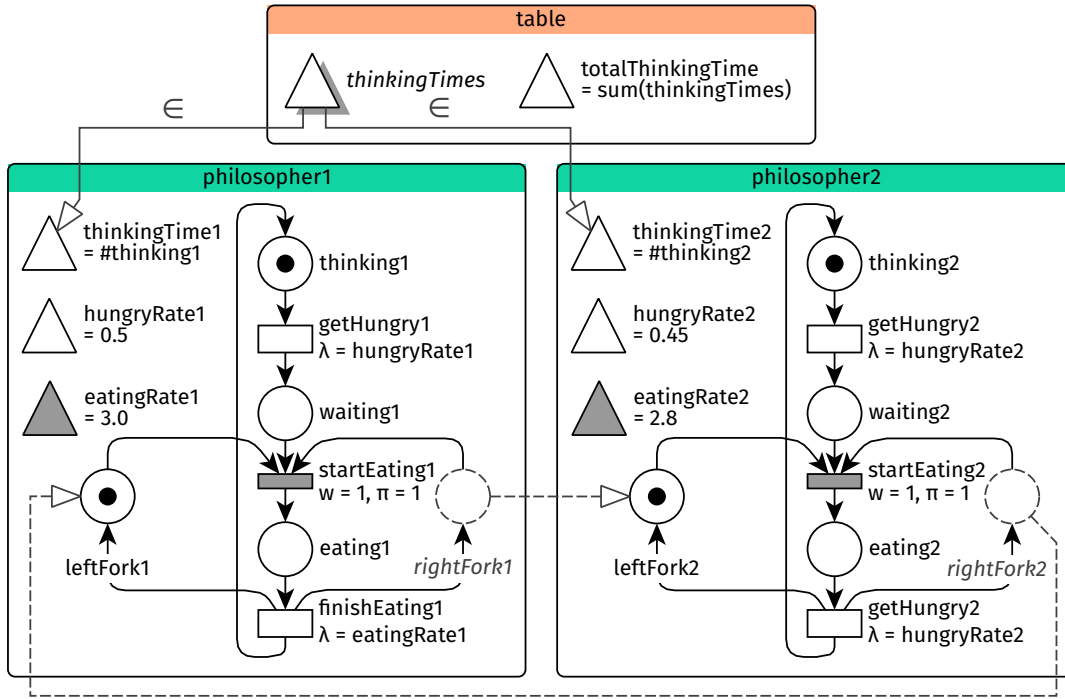 table
thinkingTimes
totalThinkingTime
= sum(thinkingTimes)
∈
∈
philosopher1
thinkingTime1
= #thinking1
thinking1
hungryRate1
= 0.5
getHungry1
λ = hungryRate1
eatingRate1
= 3.0
waiting1
startEating1
w = 1, π = 1
eating1
leftFork1
rightFork1
finishEating1
λ = eatingRate1
philosopher2
thinkingTime2
= #thinking2
thinking2
hungryRate2
= 0.45
getHungry2
λ = hungryRate2
eatingRate2
= 2.8
waiting2
startEating2
w = 1, π = 1
eating2
leftFork2
rightFork2
getHungry2
λ = hungryRate2